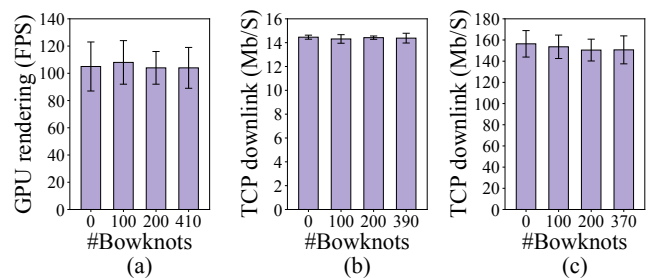 GPU rendering (FPS)
140
120
100
80
60
40
20
0
0 100 200 410
#Bowknots
(a)
TCP downlink (Mb/S)
16
14
12
10
8
6
4
2
0
0 100 200 390
#Bowknots
(b)
TCP downlink (Mb/S)
180
160
140
120
100
80
60
40
20
0
0 100 200 370
#Bowknots
(c)